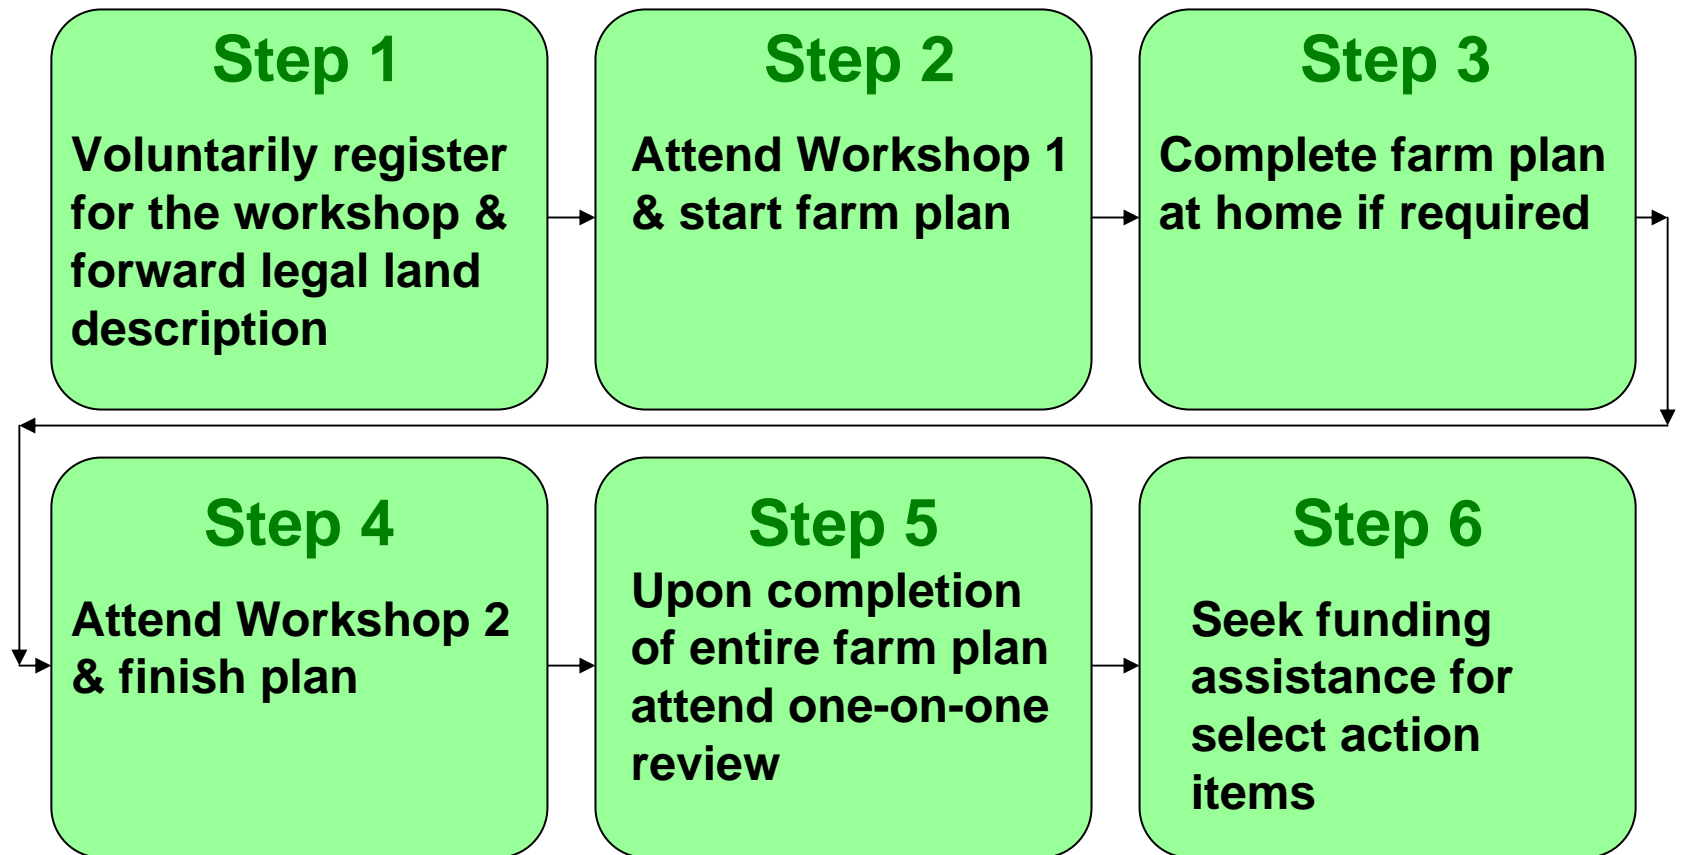 Step 1
Voluntarily register
for the workshop &
forward legal land
description
Step 2
Attend Workshop 1
& start farm plan
Step 3
Complete farm plan
at home if required
Step 4
Attend Workshop 2
& finish plan
Step 5
Upon completion
of entire farm plan
attend one-on-one
review
Step 6
Seek funding
assistance for
select action
items